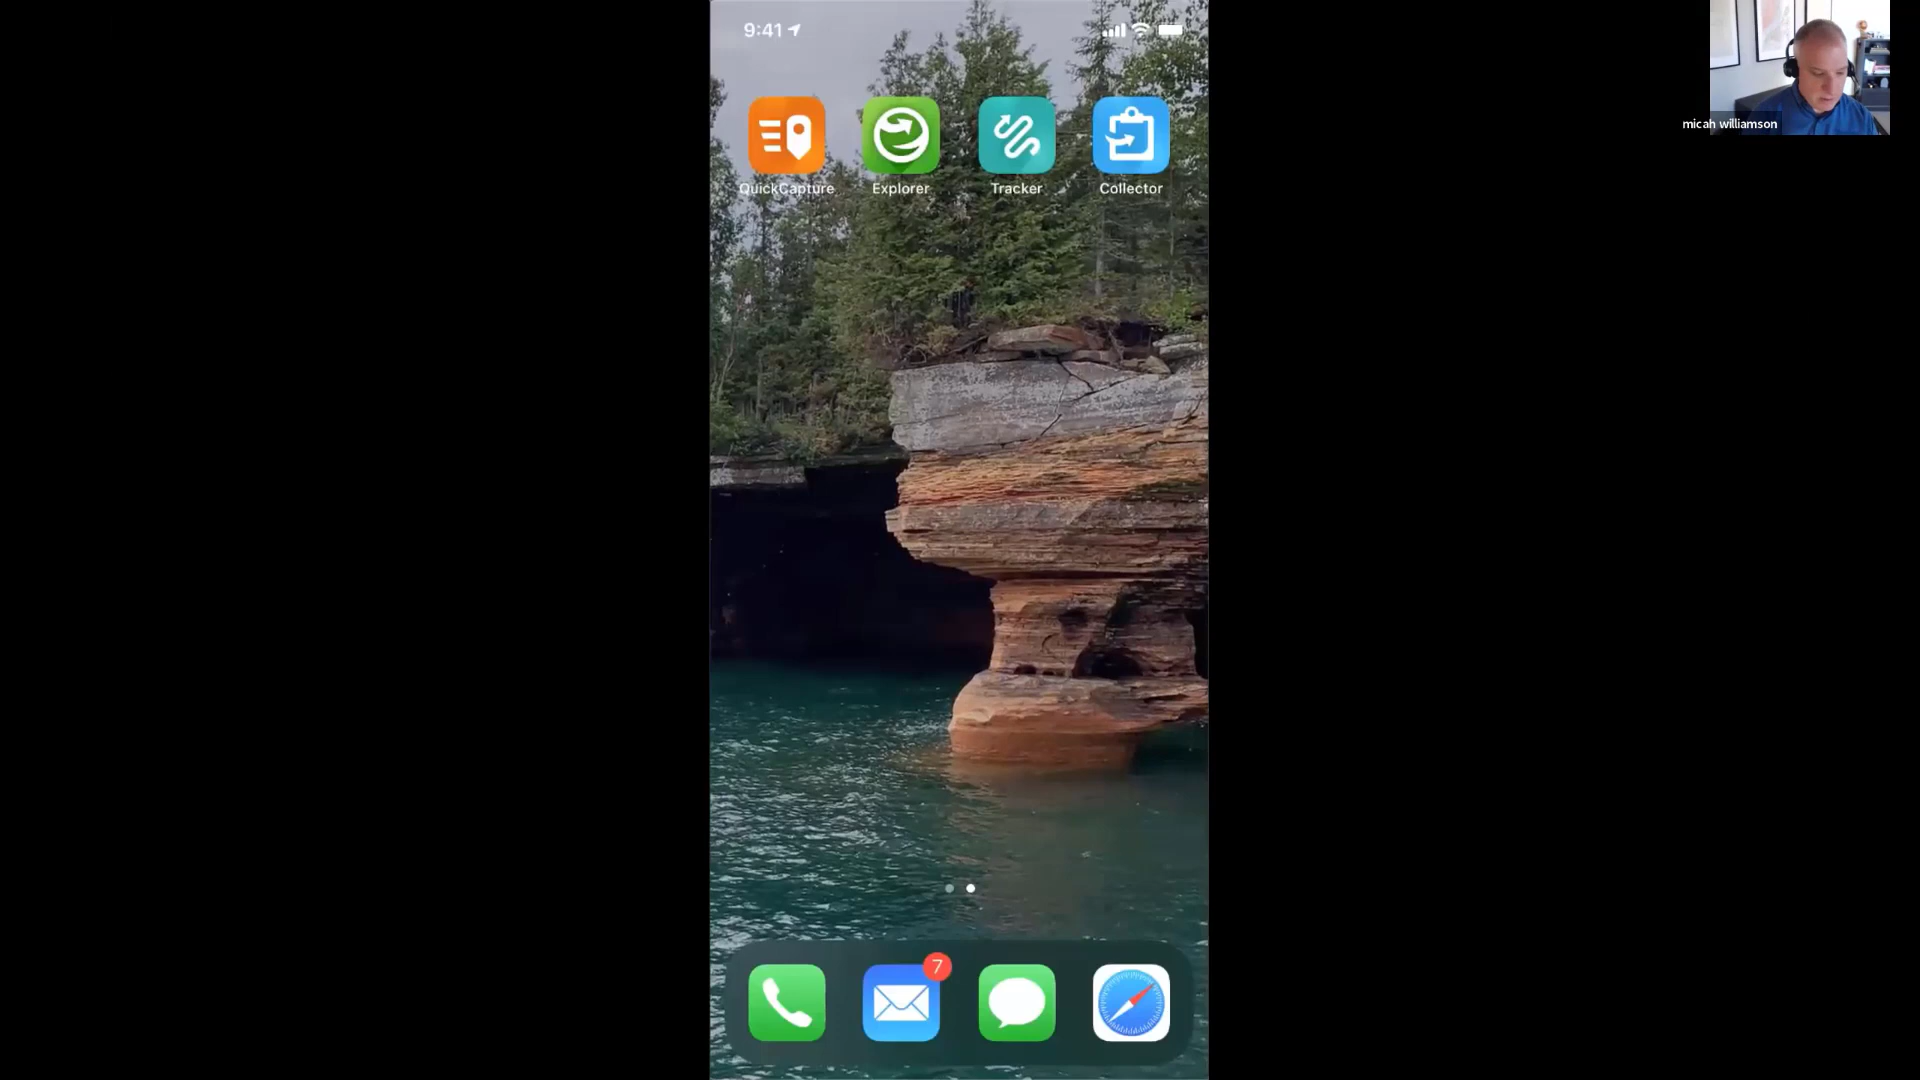 9:41
micah williamson
QuickCapture
Explorer
Tracker
Collector
7